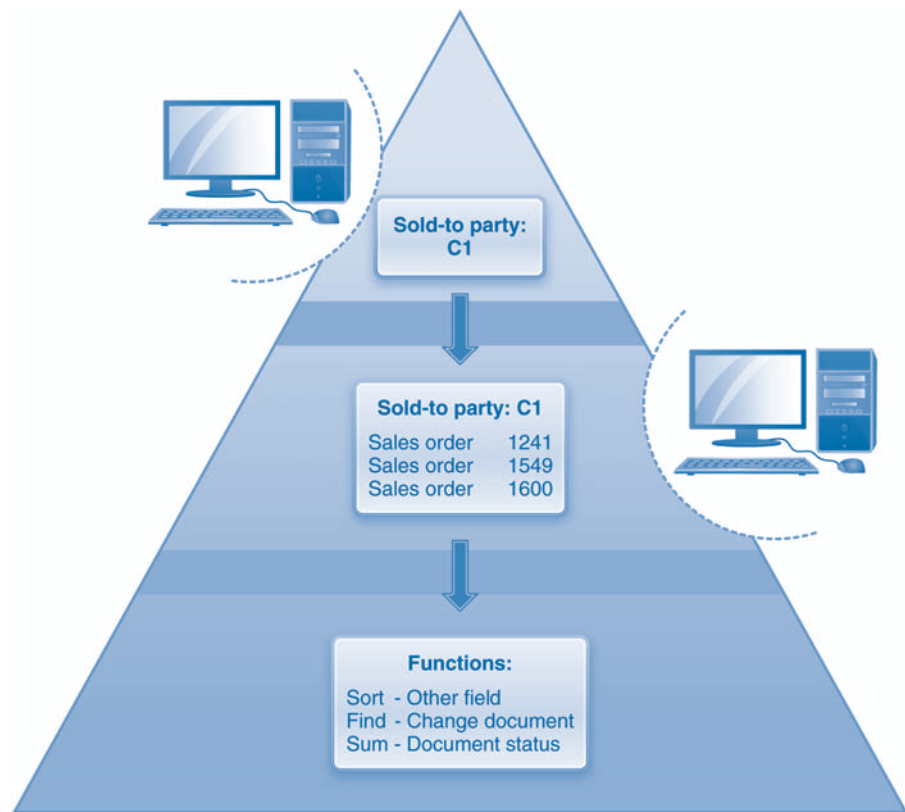 Sold-to party:
C1
Sold-to party: C1
Sales order 1241
Sales order 1549
Sales order 1600
Functions:
Sort - Other field
Find - Change document
Sum - Document status